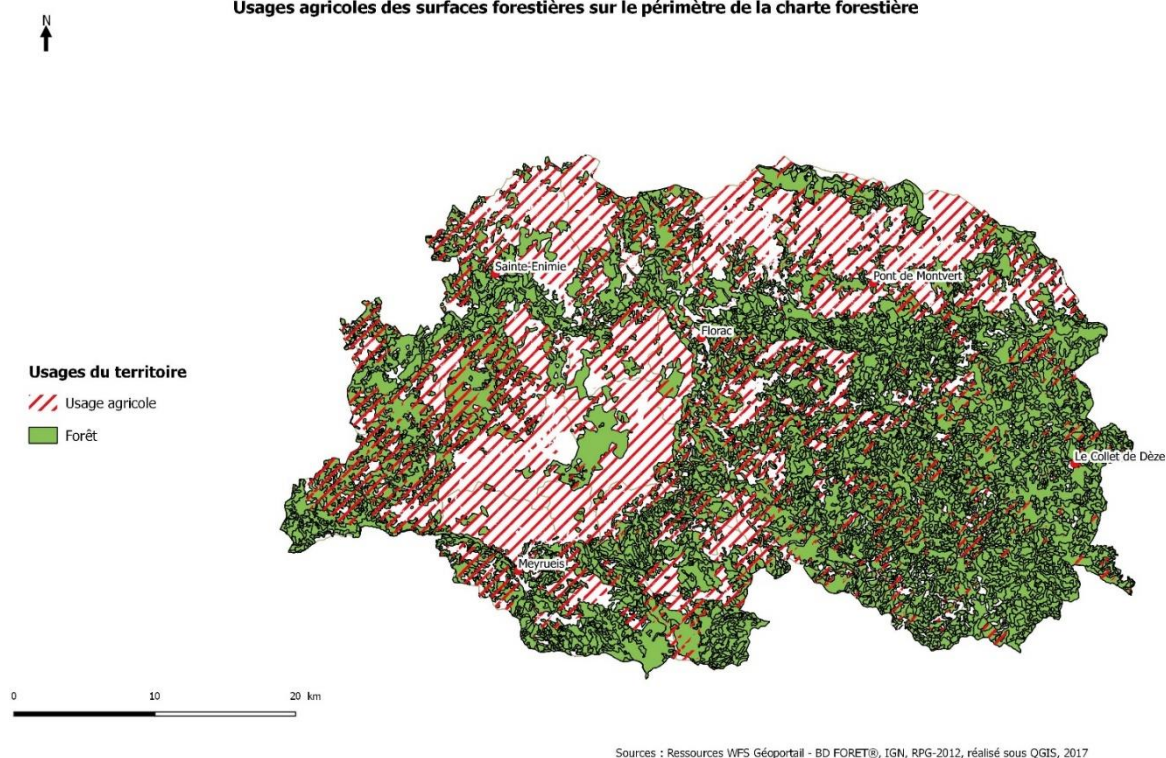 Usages agricoles des surfaces forestières sur le périmètre de la charte forestière
N
Sainte-Enimie
Pont de Montvert
Florac
Usages du territoire
Usage agricole
Forêt
Le Collet de Dèze
Meyrueis
0 10 20 km
Sources : Ressources WFS Géoportail - BD FORET®, IGN, RPG-2012, réalisé sous QGIS, 2017